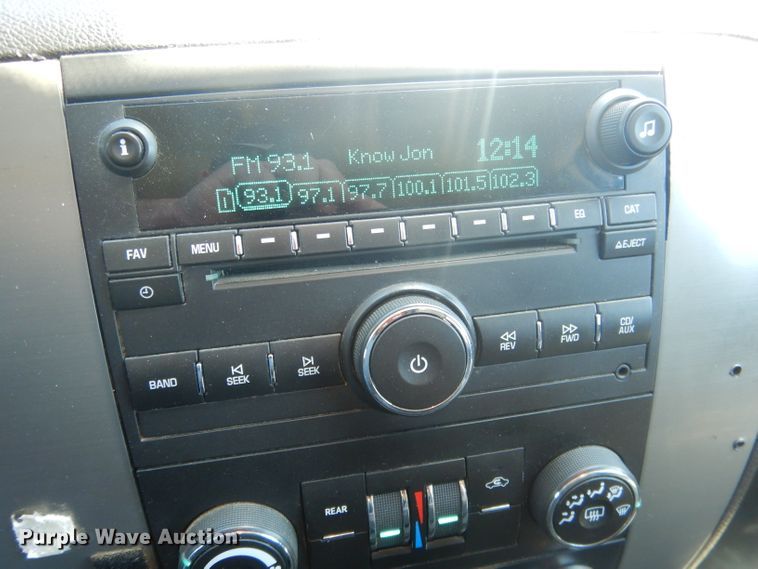 FM 93.1 Know Jon 12:14
1 93.1 97.1 97.7 100.1 101.5 102.3
i
FAV MENU EQ CAT
EJECT
BAND SEEK SEEK REV FWD CD/
AUX
REAR
Purple Wave Auction®